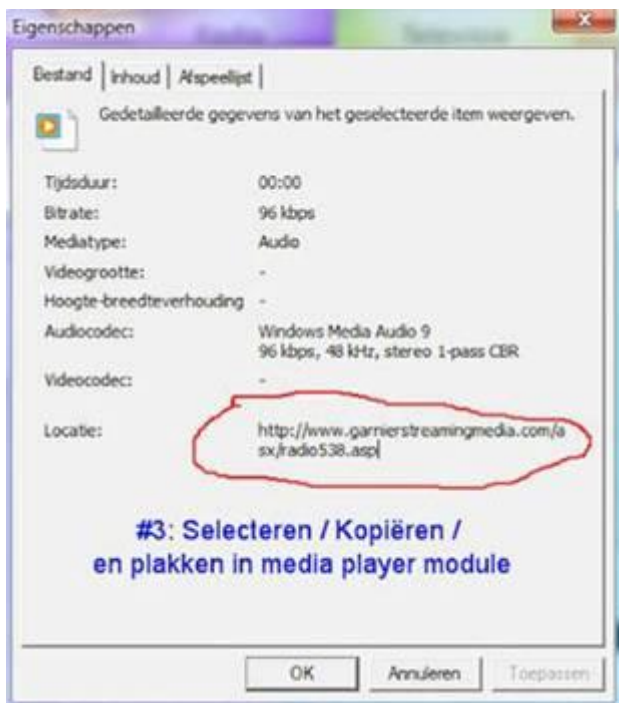 Eigenschappen
Bestand Inhoud Afspeellijst
Gedetailleerde gegevens van het geselecteerde item weergeven.
Tijdsduur: 00:00
Bitrate: 96 kbps
Mediatype: Audio
Videogrootte: -
Hoogte-breedteverhouding -
Audiocodec: Windows Media Audio 9
96 kbps, 48 kHz, stereo 1-pass CBR
Videocodec: -
Locatie: http://www.garnierstreamingmedia.com/a
sx/radio538.asp
#3: Selecteren / Kopiëren /
en plakken in media player module
OK Annuleren Toepassen